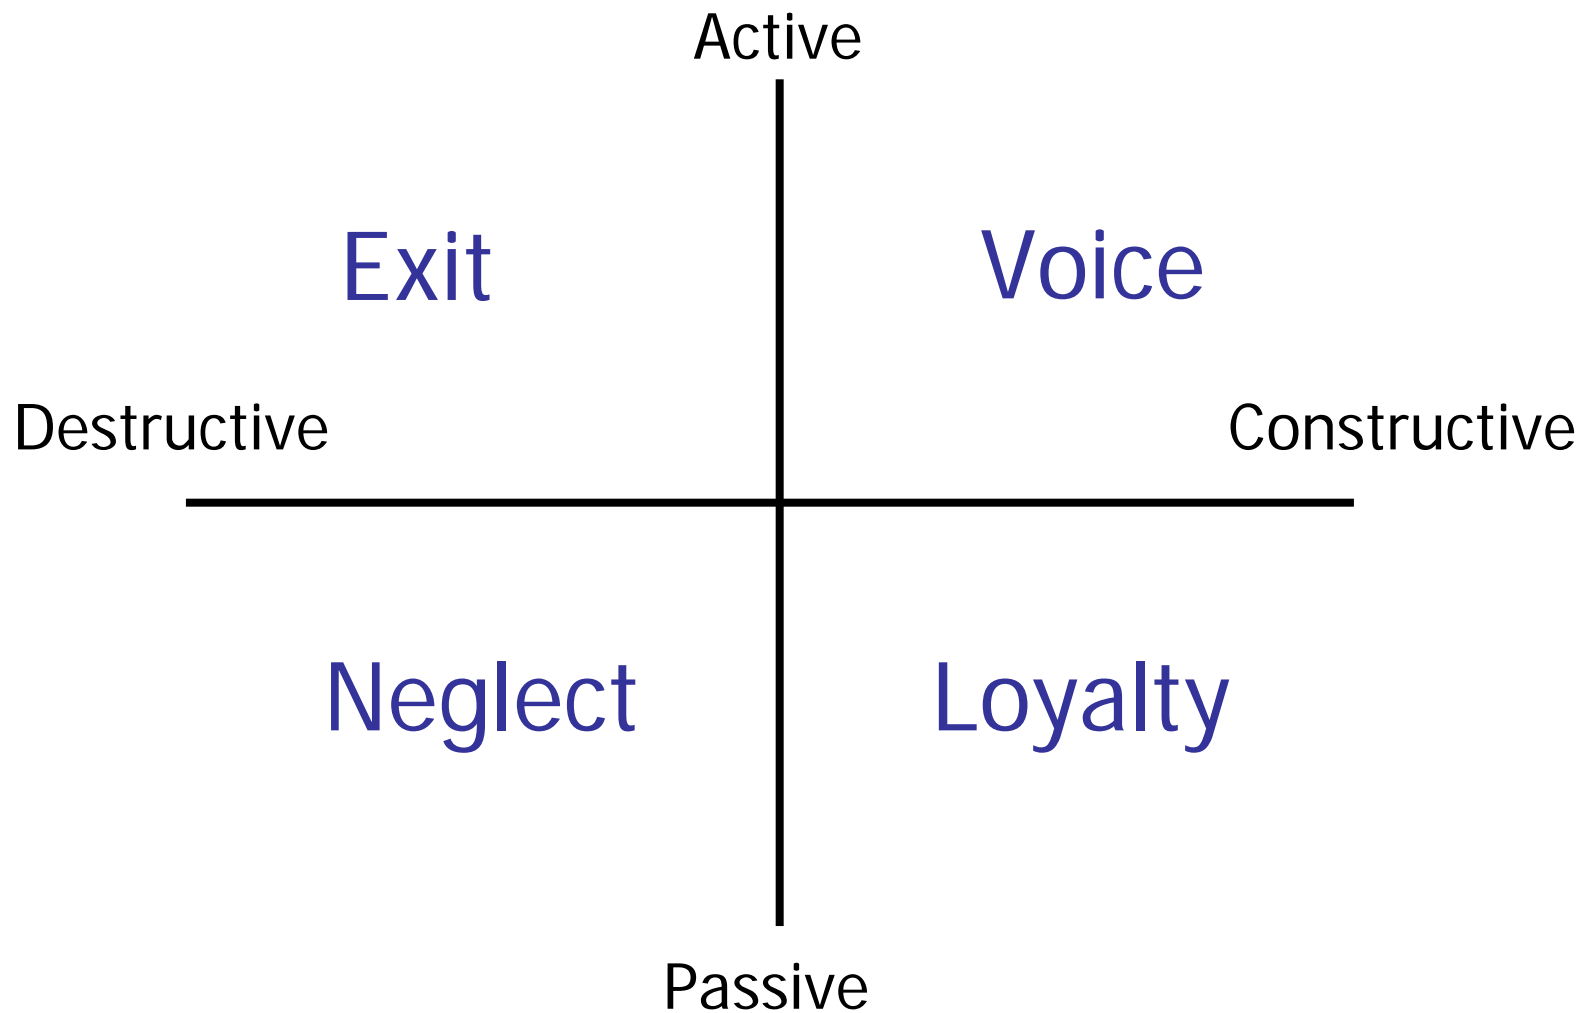 Active
Exit
Voice
Destructive
Constructive
Neglect
Loyalty
Passive